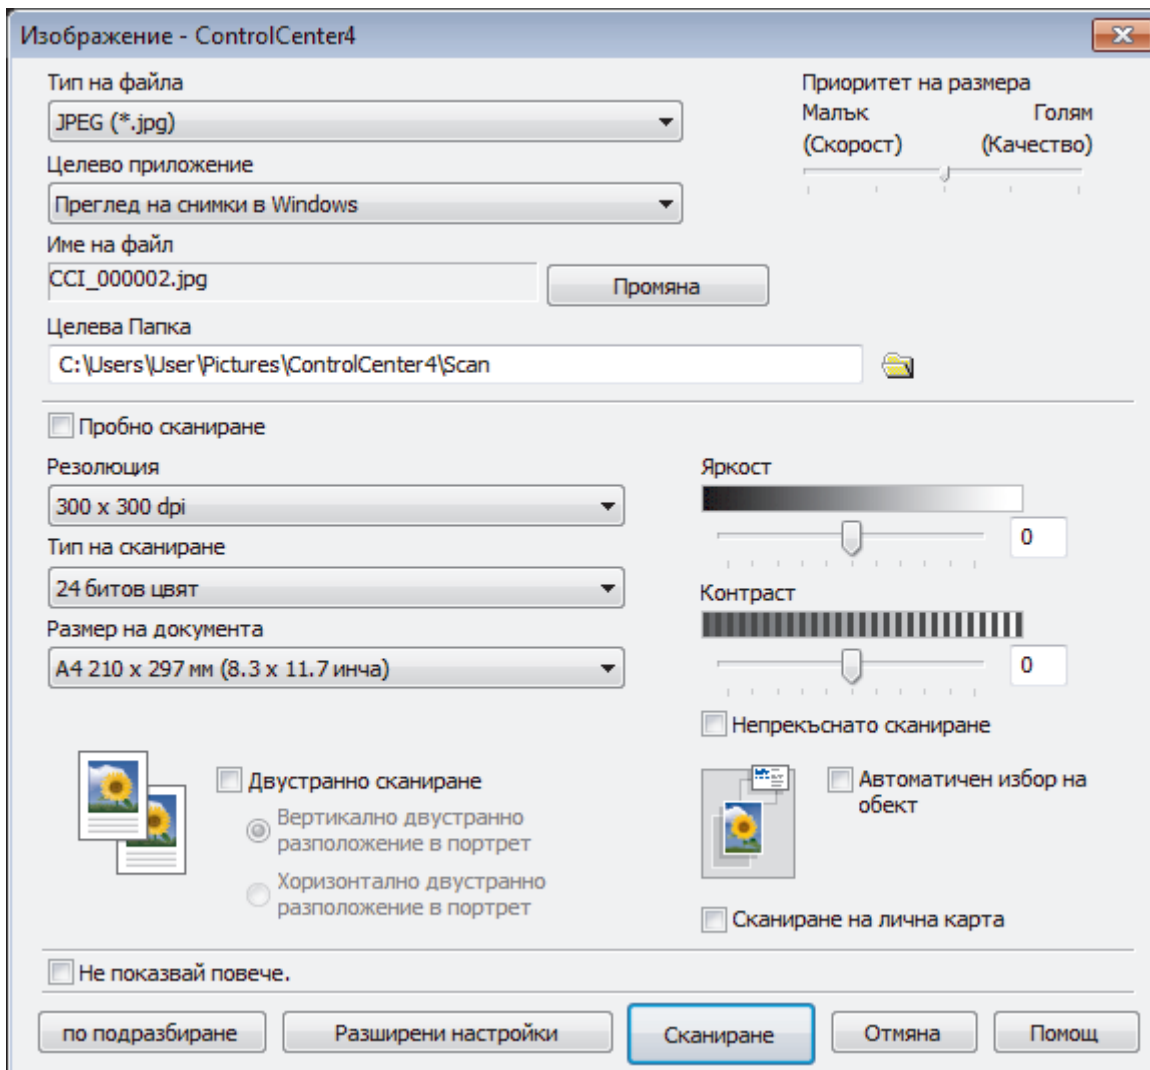 Изображение - ControlCenter4
Тип на файла
JPEG (*.jpg)
Целево приложение
Преглед на снимки в Windows
Име на файл
CCI_000002.jpg
Промяна
Целева Папка
C:\Users\User\Pictures\ControlCenter4\Scan
Приоритет на размера
Малък Голям
(Скорост) (Качество)
Пробно сканиране
Резолюция
300 x 300 dpi
Тип на сканиране
24 битов цвят
Размер на документа
A4 210 x 297 мм (8.3 x 11.7 инча)
Яркост
0
Контраст
0
Непрекъснато сканиране
Двустранно сканиране
Вертикално двустранно
разположение в портрет
Хоризонтално двустранно
разположение в портрет
Автоматичен избор на
обект
Сканиране на лична карта
Не показвай повече.
по подразбиране
Разширени настройки
Сканиране
Отмяна
Помощ